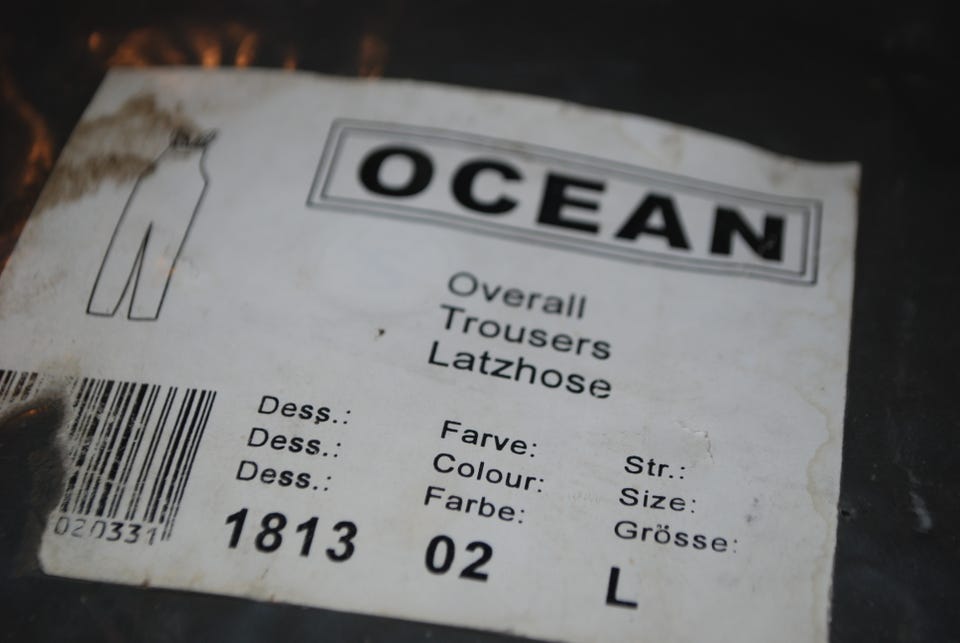 OCEAN
Overall
Trousers
Latzhose
Dess.: Farve: Str.:
Dess.: Colour: Size:
Dess.: Farbe: Grösse:
1813 02 L
020331